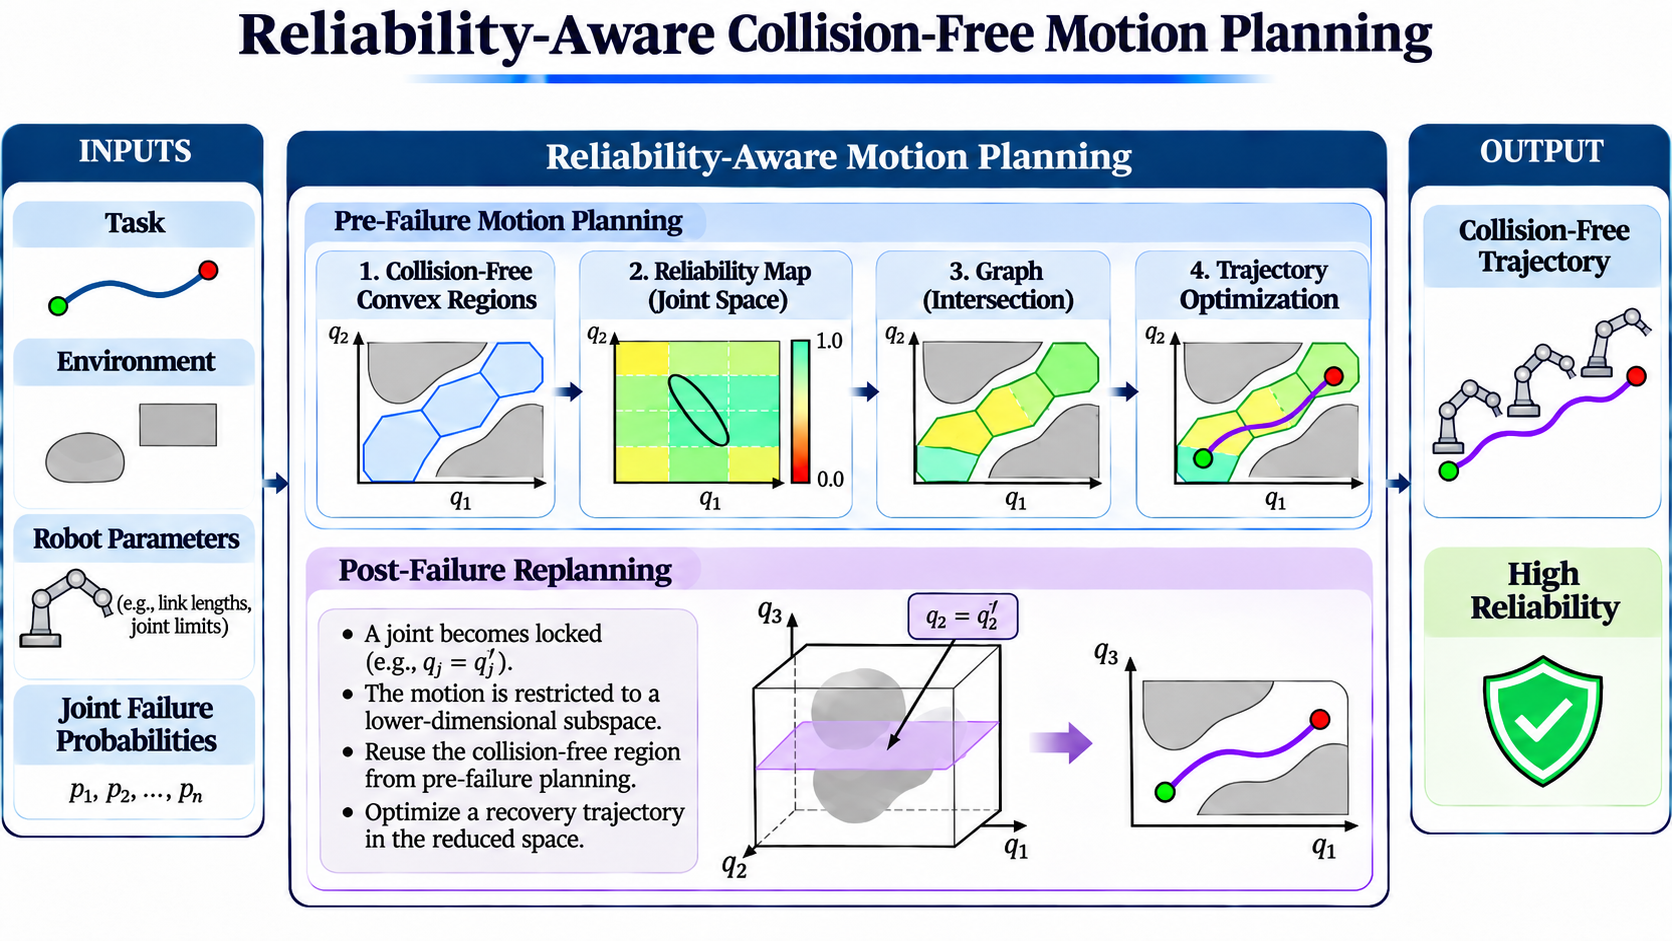 Reliability-Aware Collision-Free Motion Planning
INPUTS
Task
Environment
Robot Parameters
(e.g., link lengths,
joint limits)
Joint Failure
Probabilities
p₁, p₂, ..., pₙ
Reliability-Aware Motion Planning
Pre-Failure Motion Planning
1. Collision-Free
Convex Regions
q₂
q₁
2. Reliability Map
(Joint Space)
q₂
1.0
0.0
q₁
3. Graph
(Intersection)
q₂
q₁
4. Trajectory
Optimization
q₂
q₁
Post-Failure Replanning
• A joint becomes locked
(e.g., qⱼ = qⱼ′).
• The motion is restricted to a
lower-dimensional subspace.
• Reuse the collision-free region
from pre-failure planning.
• Optimize a recovery trajectory
in the reduced space.
q₃
q₂ = q₂′
q₁
q₂
q₃
q₁
OUTPUT
Collision-Free
Trajectory
High
Reliability